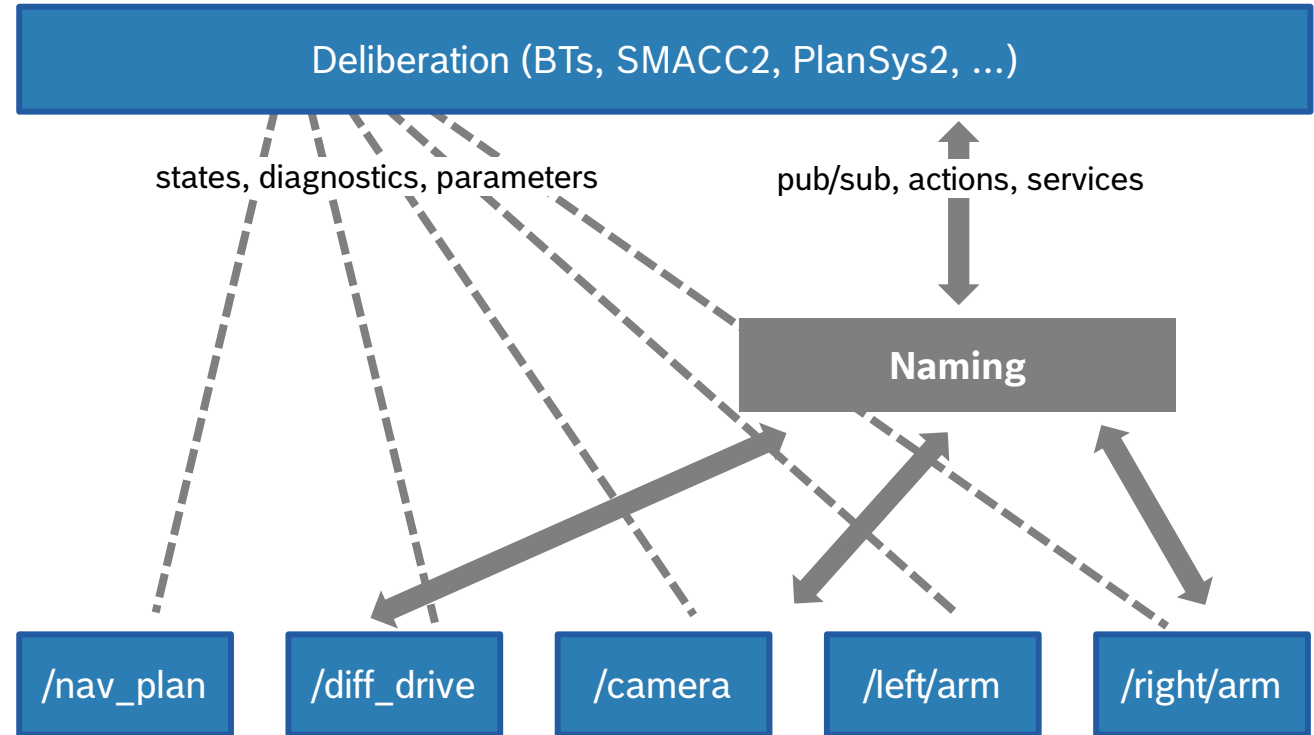 Deliberation (BTs, SMACC2, PlanSys2, ...)
states, diagnostics, parameters
pub/sub, actions, services
Naming
/nav_plan
/diff_drive
/camera
/left/arm
/right/arm